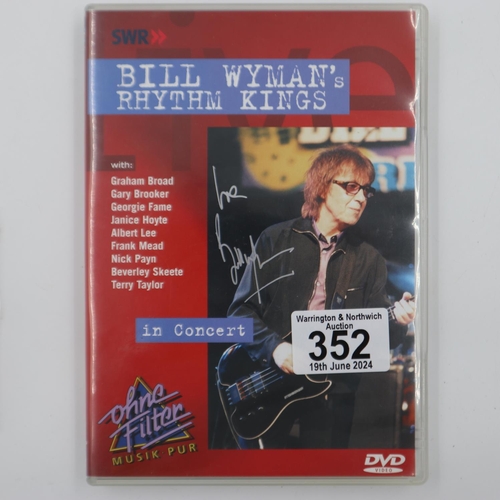 SWR
Live
BILL WYMAN's
RHYTHM KINGS
with:
Graham Broad
Gary Brooker
Georgie Fame
Janice Hoyte
Albert Lee
Frank Mead
Nick Payn
Beverley Skeete
Terry Taylor
in Concert
Warrington & Northwich
Auction
352
19th June 2024
ohne
Filter
MUSIK PUR
DVD
VIDEO